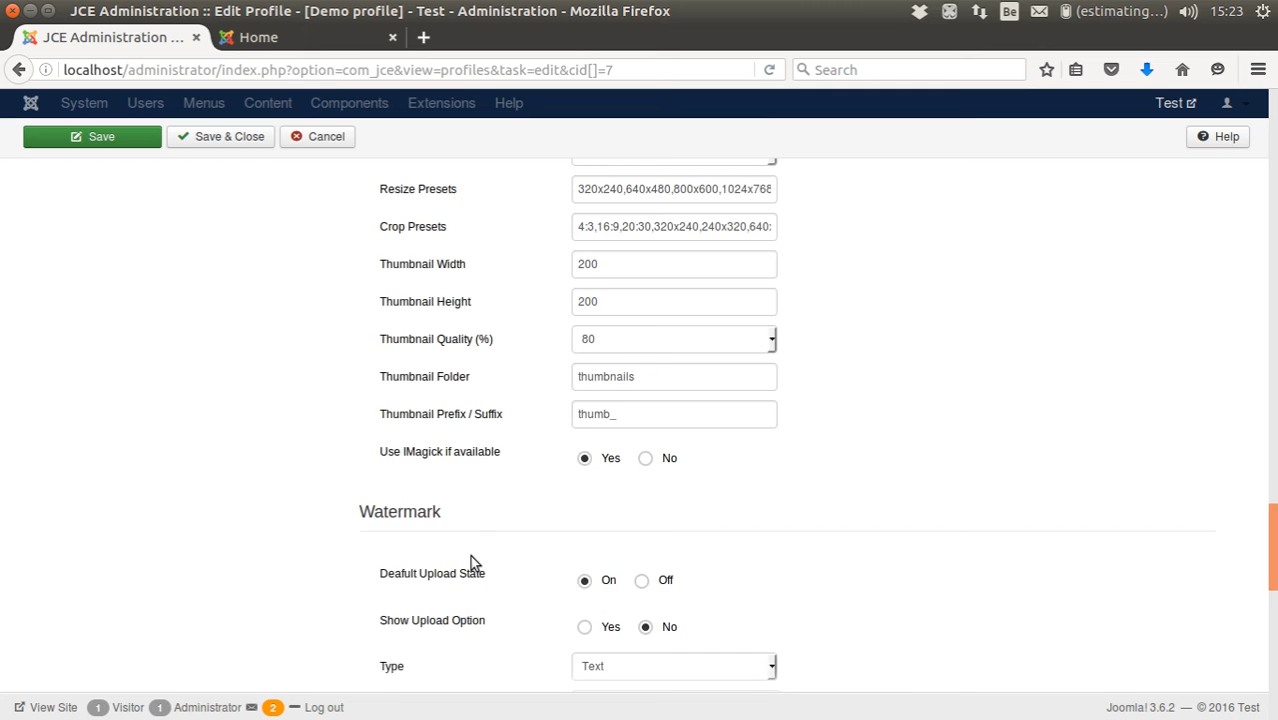 JCE Administration :: Edit Profile - [Demo profile] - Test - Administration - Mozilla Firefox
Be
(estimating...)
15:23
JCE Administration ...
Home
localhost/administrator/index.php?option=com_jce&view=profiles&task=edit&cid[]=7
Search
System Users Menus Content Components Extensions Help
Test
Save
Save & Close
Cancel
Help
Resize Presets 320x240,640x480,800x600,1024x768
Crop Presets 4:3,16:9,20:30,320x240,240x320,640x
Thumbnail Width 200
Thumbnail Height 200
Thumbnail Quality (%) 80
Thumbnail Folder thumbnails
Thumbnail Prefix / Suffix thumb_
Use IMagick if available Yes No
Watermark
Deafult Upload State On Off
Show Upload Option Yes No
Type Text
View Site 1 Visitor 1 Administrator 2 Log out
Joomla! 3.6.2 — © 2016 Test